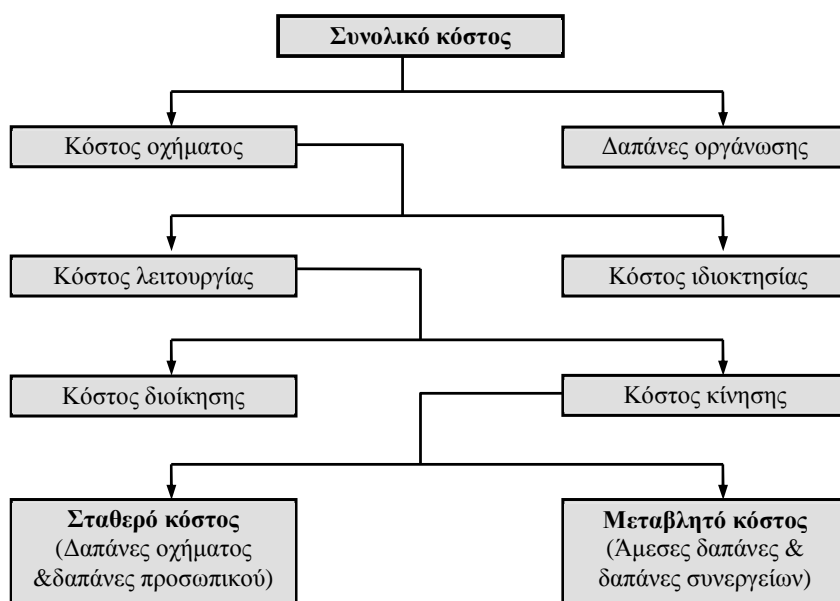 Συνολικό κόστος
Κόστος οχήματος
Δαπάνες οργάνωσης
Κόστος λειτουργίας
Κόστος ιδιοκτησίας
Κόστος διοίκησης
Κόστος κίνησης
Σταθερό κόστος
(Δαπάνες οχήματος
&δαπάνες προσωπικού)
Μεταβλητό κόστος
(Άμεσες δαπάνες &
δαπάνες συνεργείων)